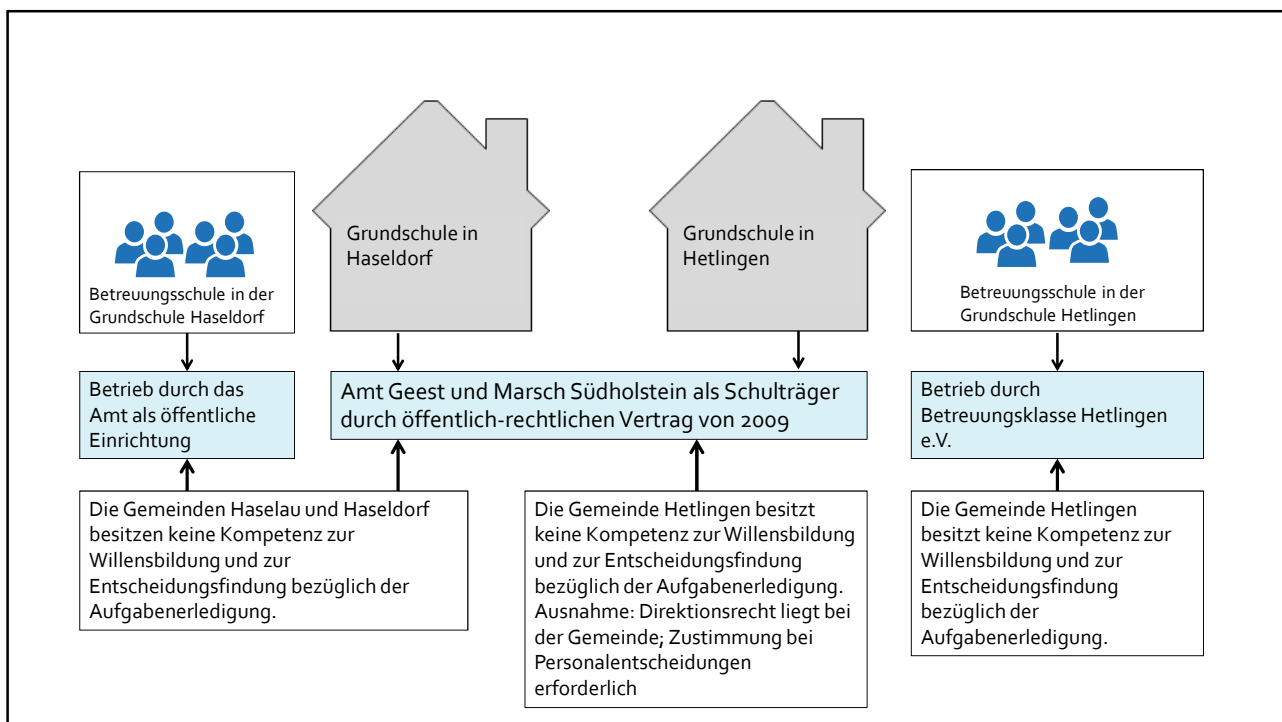 Betreuungsschule in der
Grundschule Haseldorf
Grundschule in
Haseldorf
Grundschule in
Hetlingen
Betreuungsschule in der
Grundschule Hetlingen
Betrieb durch das
Amt als öffentliche
Einrichtung
Amt Geest und Marsch Südholstein als Schulträger
durch öffentlich-rechtlichen Vertrag von 2009
Betrieb durch
Betreuungsklasse Hetlingen
e.V.
Die Gemeinden Haselau und Haseldorf
besitzen keine Kompetenz zur
Willensbildung und zur
Entscheidungsfindung bezüglich der
Aufgabenerledigung.
Die Gemeinde Hetlingen besitzt
keine Kompetenz zur Willensbildung
und zur Entscheidungsfindung
bezüglich der Aufgabenerledigung.
Ausnahme: Direktionsrecht liegt bei
der Gemeinde; Zustimmung bei
Personalentscheidungen
erforderlich
Die Gemeinde Hetlingen
besitzt keine Kompetenz zur
Willensbildung und zur
Entscheidungsfindung
bezüglich der
Aufgabenerledigung.